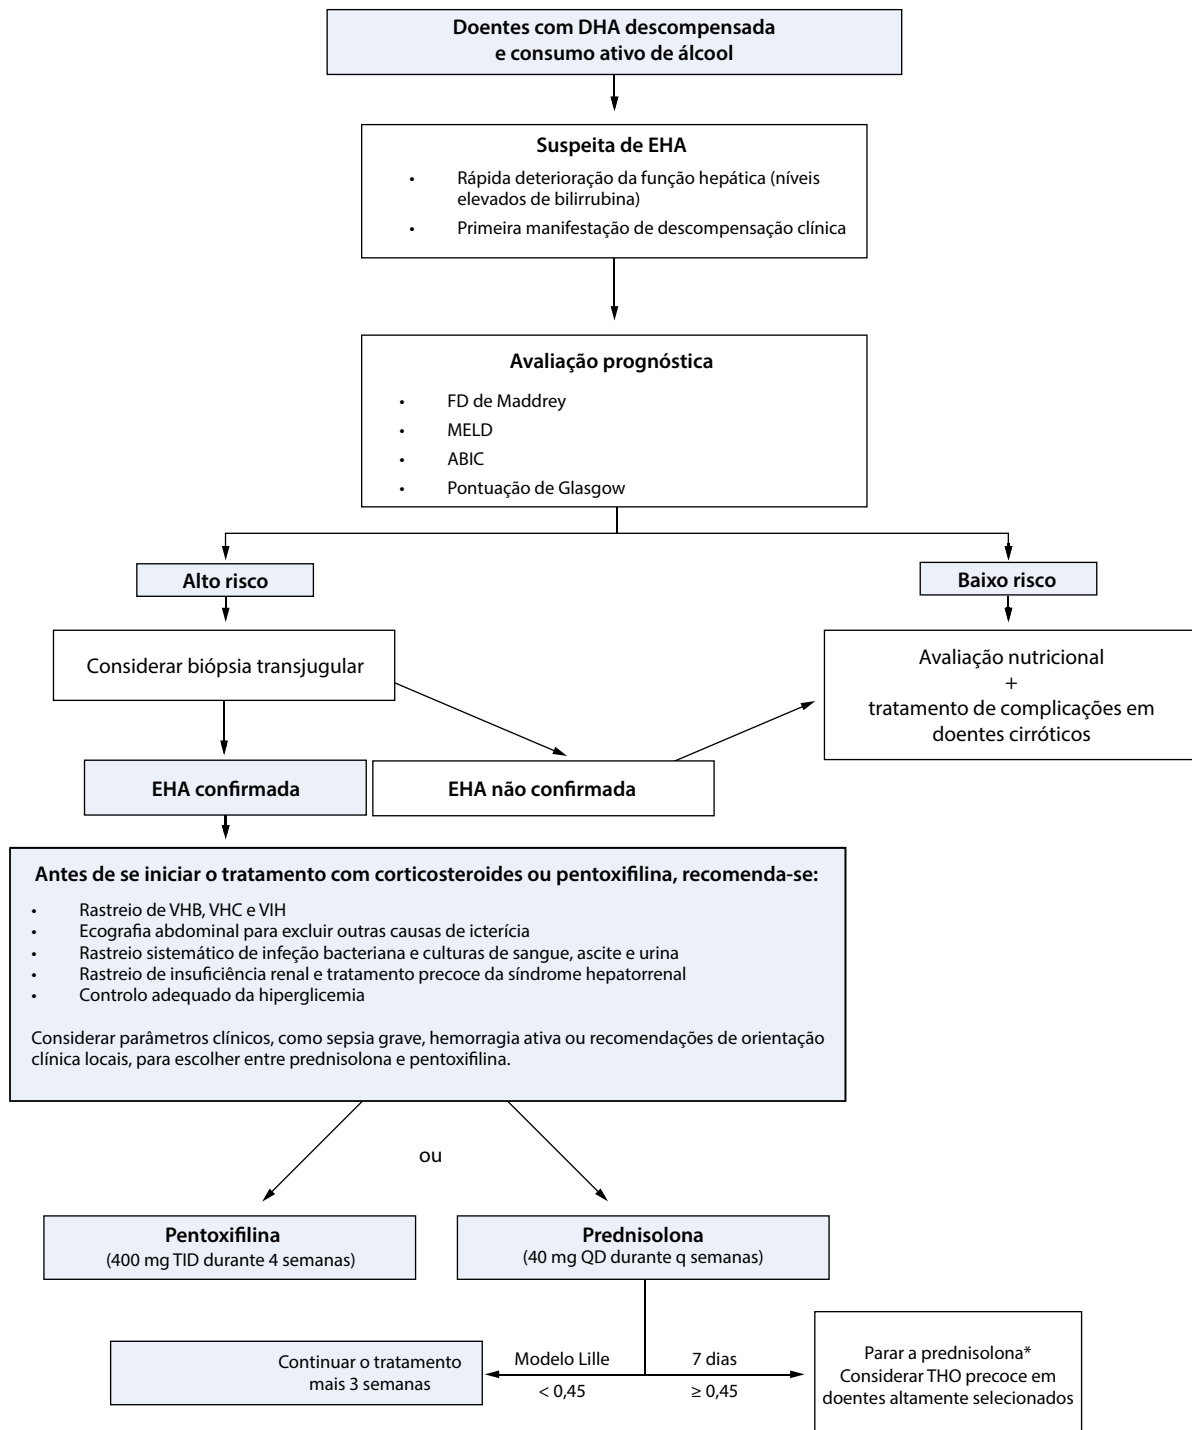 Doentes com DHA descompensada
e consumo ativo de álcool
Suspeita de EHA
• Rápida deterioração da função hepática (níveis
elevados de bilirrubina)
• Primeira manifestação de descompensação clínica
Avaliação prognóstica
• FD de Maddrey
• MELD
• ABIC
• Pontuação de Glasgow
Alto risco
Baixo risco
Considerar biópsia transjugular
Avaliação nutricional
+
tratamento de complicações em
doentes cirróticos
EHA confirmada
EHA não confirmada
Antes de se iniciar o tratamento com corticosteroides ou pentoxifilina, recomenda-se:
• Rastreio de VHB, VHC e VIH
• Ecografia abdominal para excluir outras causas de icterícia
• Rastreio sistemático de infeção bacteriana e culturas de sangue, ascite e urina
• Rastreio de insuficiência renal e tratamento precoce da síndrome hepatorrenal
• Controlo adequado da hiperglicemia
Considerar parâmetros clínicos, como sepsia grave, hemorragia ativa ou recomendações de orientação
clínica locais, para escolher entre prednisolona e pentoxifilina.
ou
Pentoxifilina
(400 mg TID durante 4 semanas)
Prednisolona
(40 mg QD durante q semanas)
Continuar o tratamento
mais 3 semanas
Modelo Lille
< 0,45
7 dias
≥ 0,45
Parar a prednisolona*
Considerar THO precoce em
doentes altamente selecionados